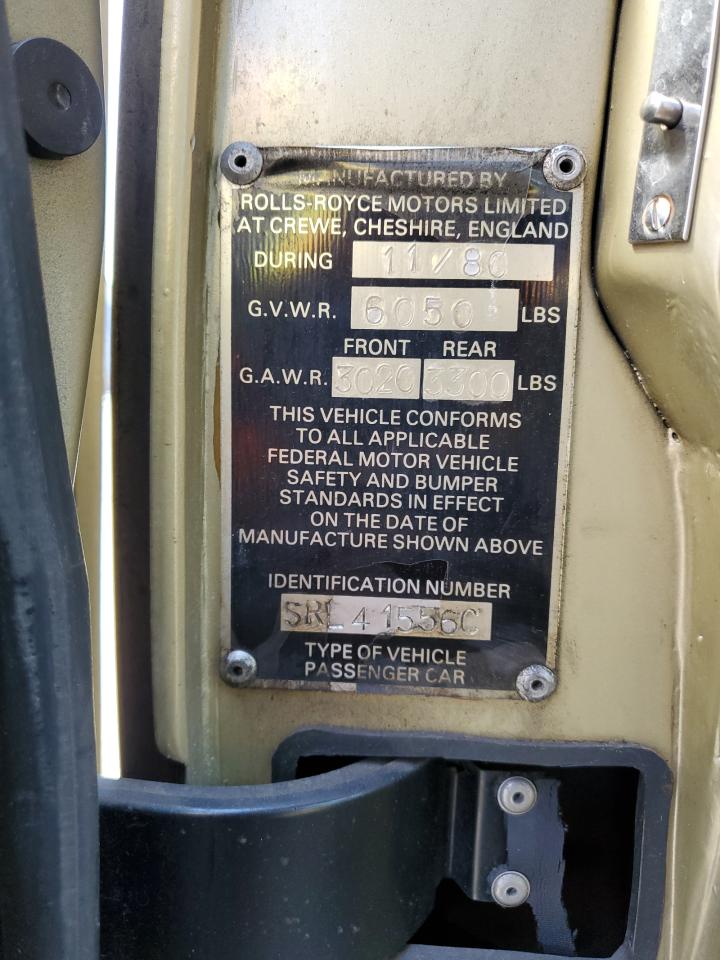 MANUFACTURED BY
ROLLS-ROYCE MOTORS LIMITED
AT CREWE, CHESHIRE, ENGLAND
DURING 11/80
G.V.W.R. 6050 LBS
FRONT REAR
G.A.W.R. 3020 3300 LBS
THIS VEHICLE CONFORMS
TO ALL APPLICABLE
FEDERAL MOTOR VEHICLE
SAFETY AND BUMPER
STANDARDS IN EFFECT
ON THE DATE OF
MANUFACTURE SHOWN ABOVE
IDENTIFICATION NUMBER
SRL 41556C
TYPE OF VEHICLE
PASSENGER CAR